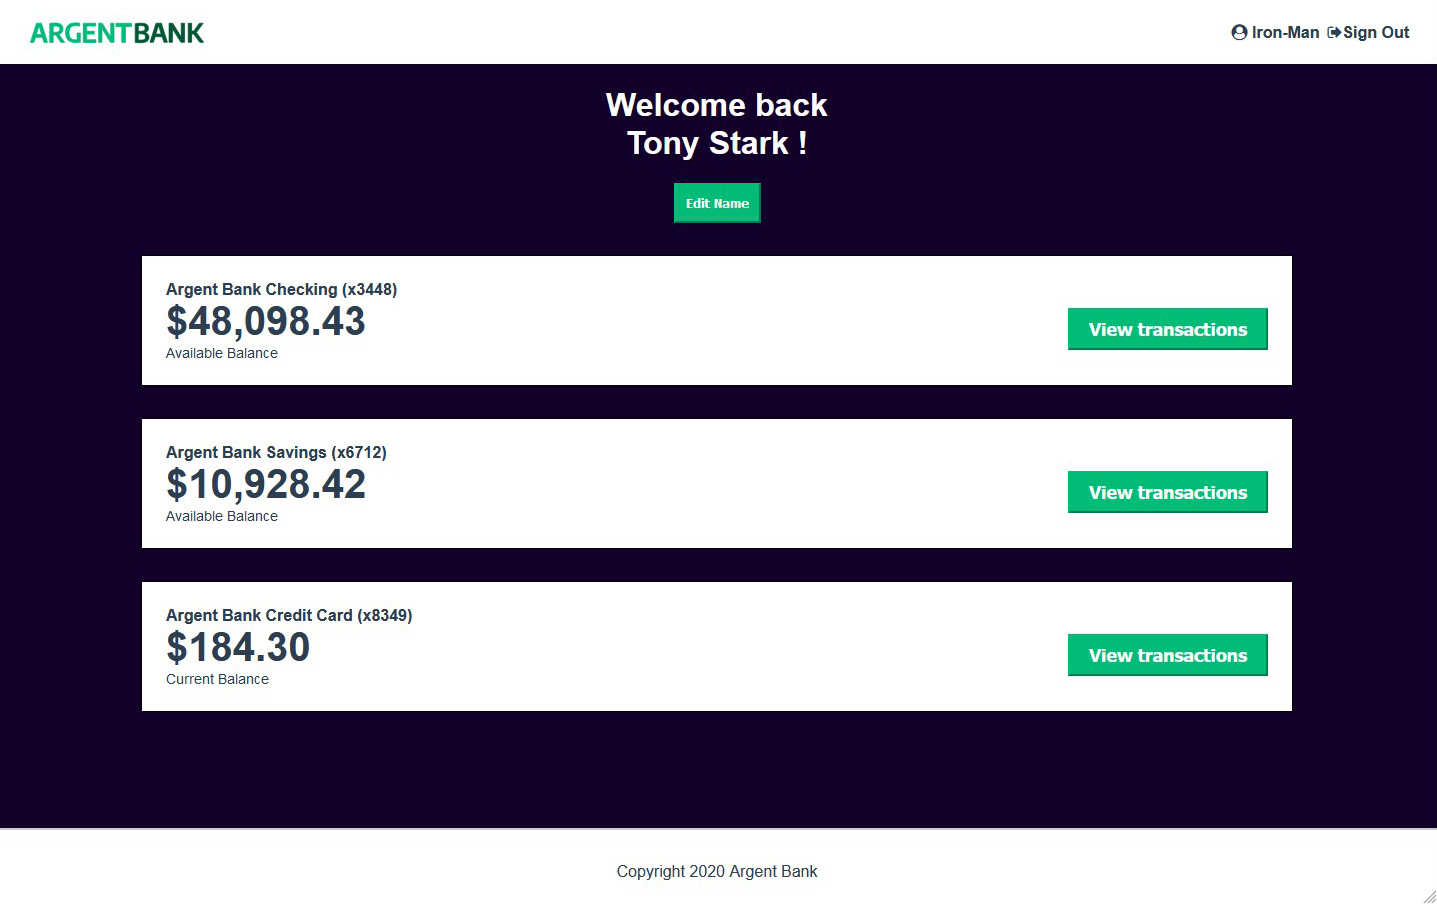 ARGENTBANK
Iron-Man Sign Out
Welcome back
Tony Stark !
Edit Name
Argent Bank Checking (x3448)
$48,098.43
Available Balance
View transactions
Argent Bank Savings (x6712)
$10,928.42
Available Balance
View transactions
Argent Bank Credit Card (x8349)
$184.30
Current Balance
View transactions
Copyright 2020 Argent Bank